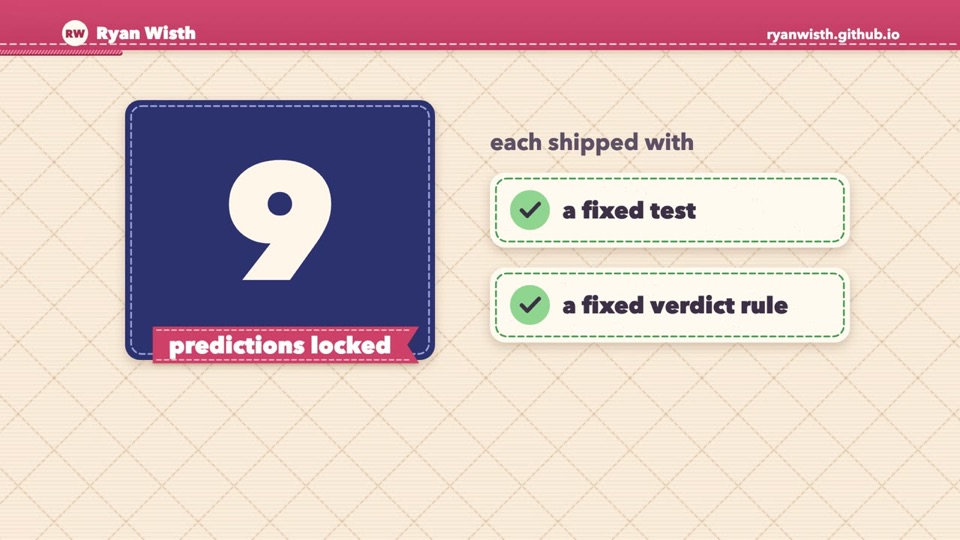 RW Ryan Wisth
ryanwisth.github.io
9
predictions locked
each shipped with
a fixed test
a fixed verdict rule